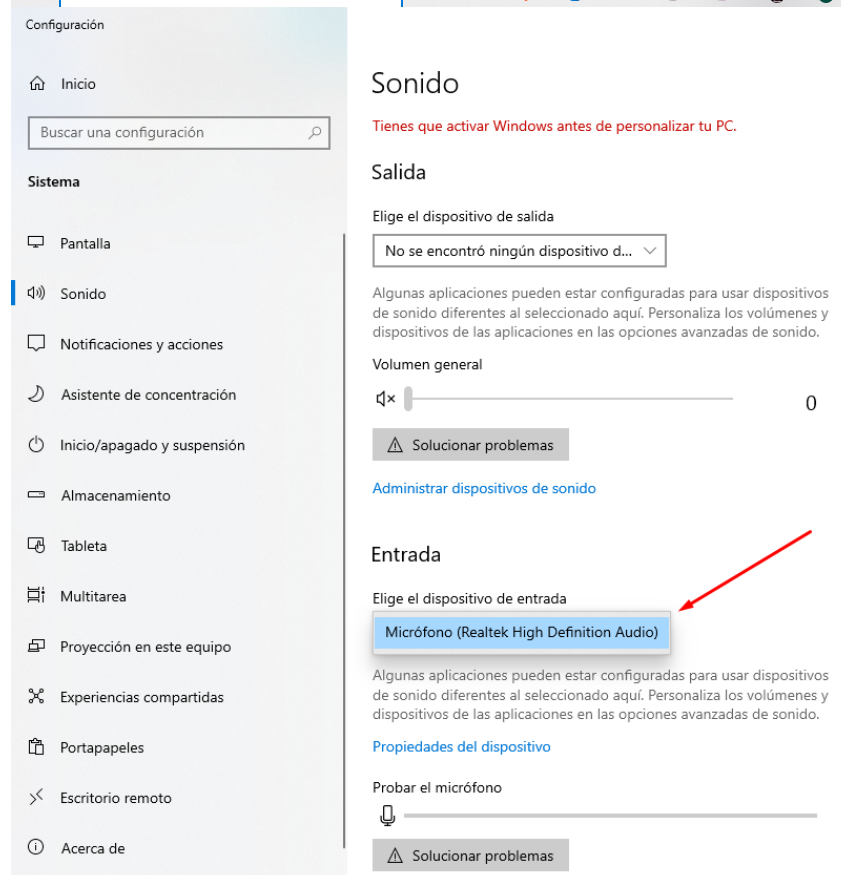 Configuración
Inicio
Buscar una configuración
Sistema
Pantalla
Sonido
Notificaciones y acciones
Asistente de concentración
Inicio/apagado y suspensión
Almacenamiento
Tableta
Multitarea
Proyección en este equipo
Experiencias compartidas
Portapapeles
Escritorio remoto
Acerca de
Sonido
Tienes que activar Windows antes de personalizar tu PC.
Salida
Elige el dispositivo de salida
No se encontró ningún dispositivo d...
Algunas aplicaciones pueden estar configuradas para usar dispositivos
de sonido diferentes al seleccionado aquí. Personaliza los volúmenes y
dispositivos de las aplicaciones en las opciones avanzadas de sonido.
Volumen general
0
Solucionar problemas
Administrar dispositivos de sonido
Entrada
Elige el dispositivo de entrada
Micrófono (Realtek High Definition Audio)
Algunas aplicaciones pueden estar configuradas para usar dispositivos
de sonido diferentes al seleccionado aquí. Personaliza los volúmenes y
dispositivos de las aplicaciones en las opciones avanzadas de sonido.
Propiedades del dispositivo
Probar el micrófono
Solucionar problemas